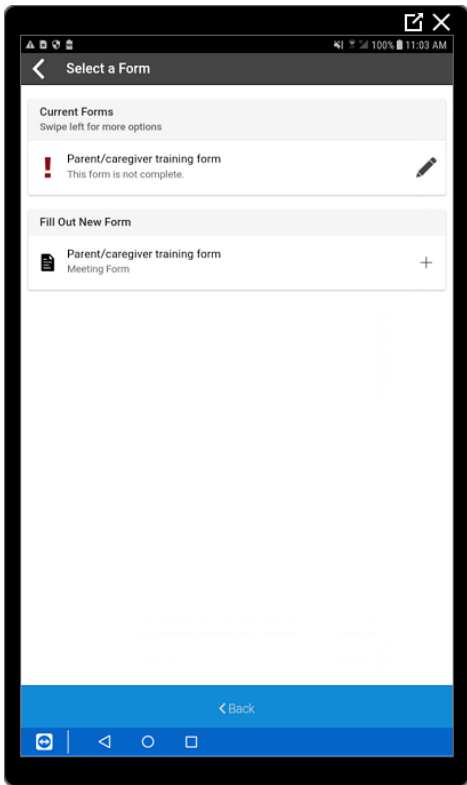 100% 11:03 AM
Select a Form
Current Forms
Swipe left for more options
Parent/caregiver training form
This form is not complete.
Fill Out New Form
Parent/caregiver training form
Meeting Form
Back